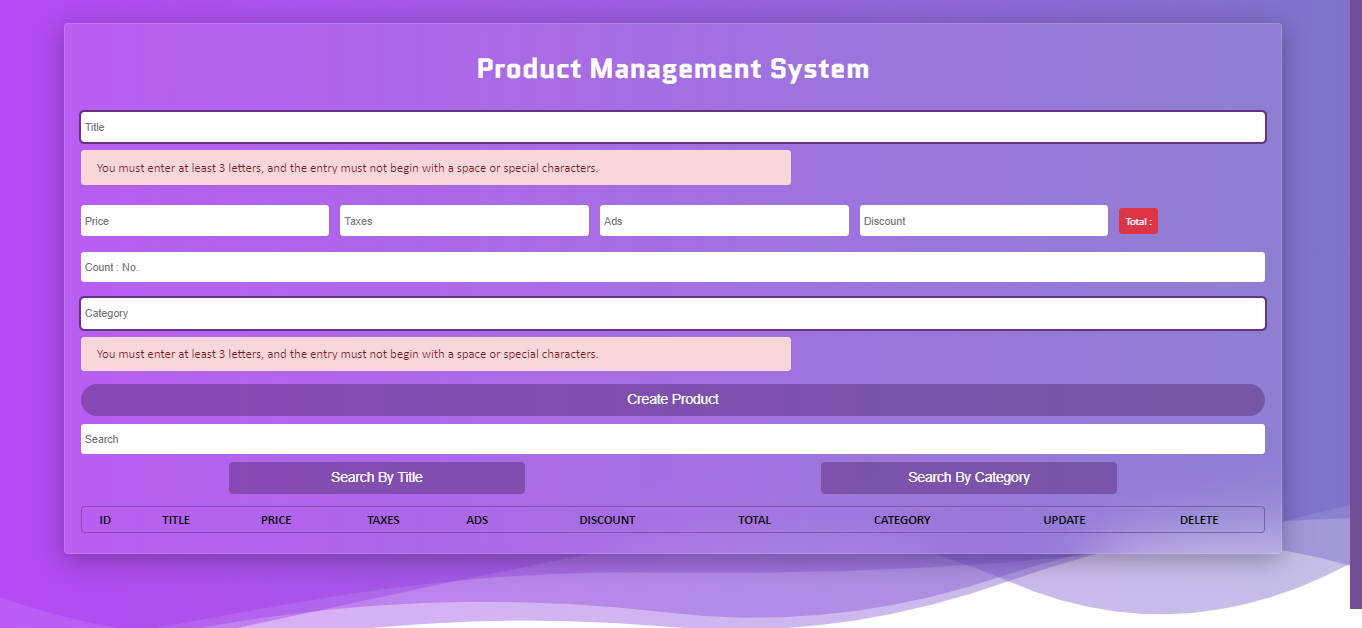 Product Management System
Title
You must enter at least 3 letters, and the entry must not begin with a space or special characters.
Price Taxes Ads Discount Total :
Count : No.
Category
You must enter at least 3 letters, and the entry must not begin with a space or special characters.
Create Product
Search
Search By Title Search By Category
ID TITLE PRICE TAXES ADS DISCOUNT TOTAL CATEGORY UPDATE DELETE